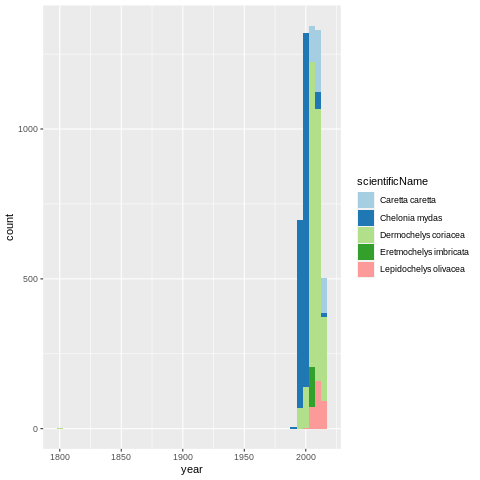 scientificName
Caretta caretta
Chelonia mydas
Dermochelys coriacea
Eretmochelys imbricata
Lepidochelys olivacea
count
1000
500
0
1800
1850
1900
1950
2000
year